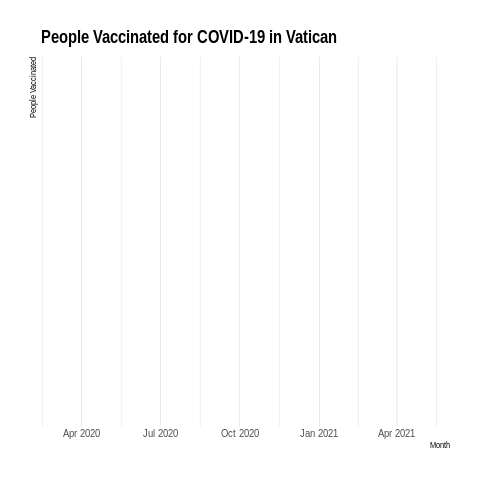 People Vaccinated for COVID-19 in Vatican
People Vaccinated
Apr 2020 Jul 2020 Oct 2020 Jan 2021 Apr 2021
Month